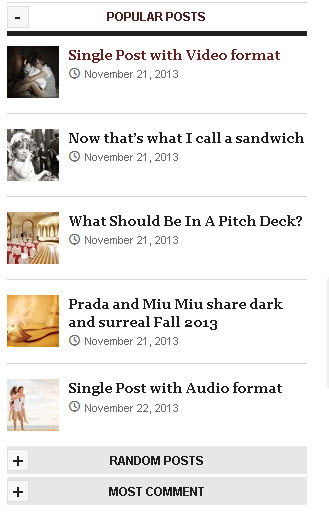 - POPULAR POSTS
Single Post with Video format
November 21, 2013
Now that's what I call a sandwich
November 21, 2013
What Should Be In A Pitch Deck?
November 21, 2013
Prada and Miu Miu share dark
and surreal Fall 2013
November 21, 2013
Single Post with Audio format
November 22, 2013
+ RANDOM POSTS
+ MOST COMMENT